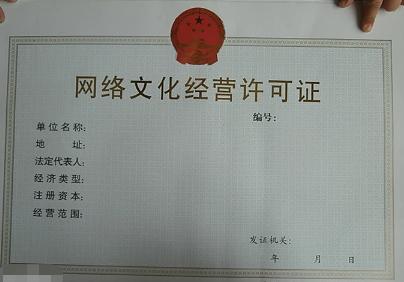 网络文化经营许可证
编号：
单位名称：
地　　址：
法定代表人：
经济类型：
注册资本：
经营范围：
发证机关：
年　月　日